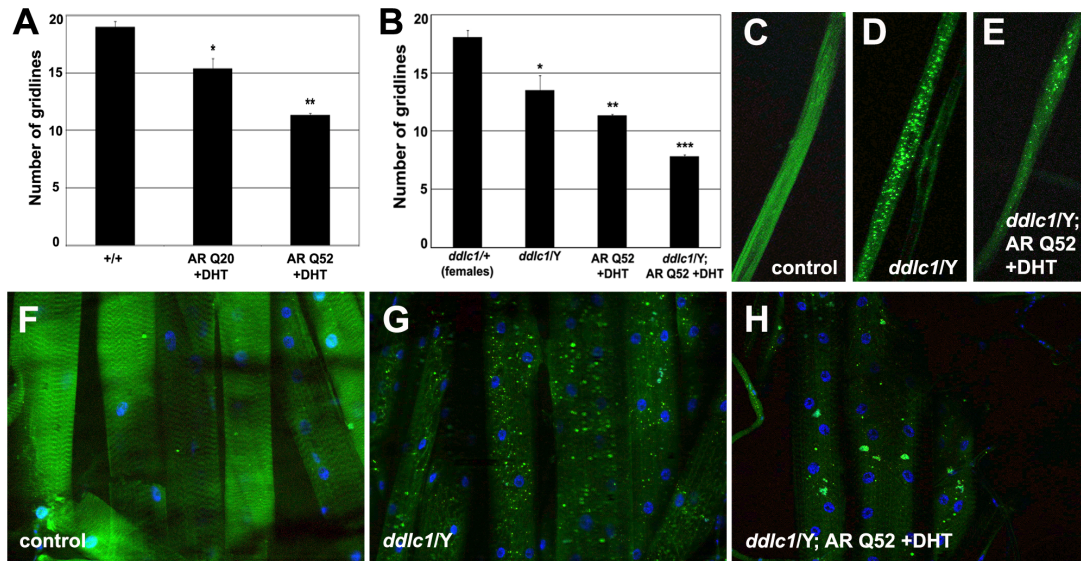 A
Number of gridlines
20
15
10
5
0
*
**
+/+
AR Q20
+DHT
AR Q52
+DHT
B
Number of gridlines
20
15
10
5
0
*
**
***
ddlc1/+
(females)
ddlc1/Y
AR Q52
+DHT
ddlc1/Y;
AR Q52 +DHT
C
control
D
ddlc1/Y
E
ddlc1/Y;
AR Q52
+DHT
F
control
G
ddlc1/Y
H
ddlc1/Y; AR Q52 +DHT